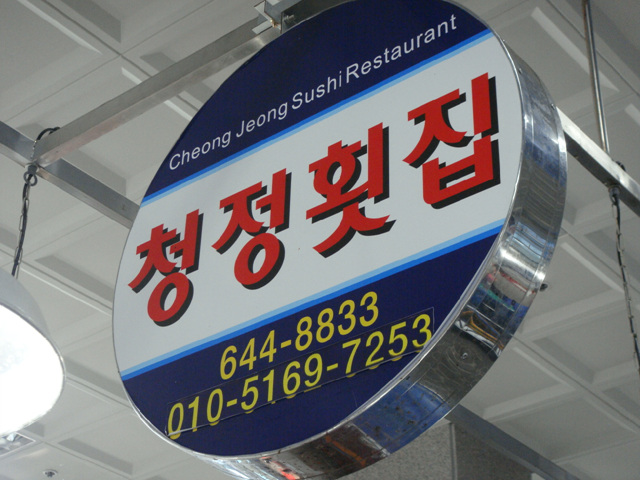 Cheong Jeong Sushi Restaurant
청정횟집
644-8833
010-5169-7253